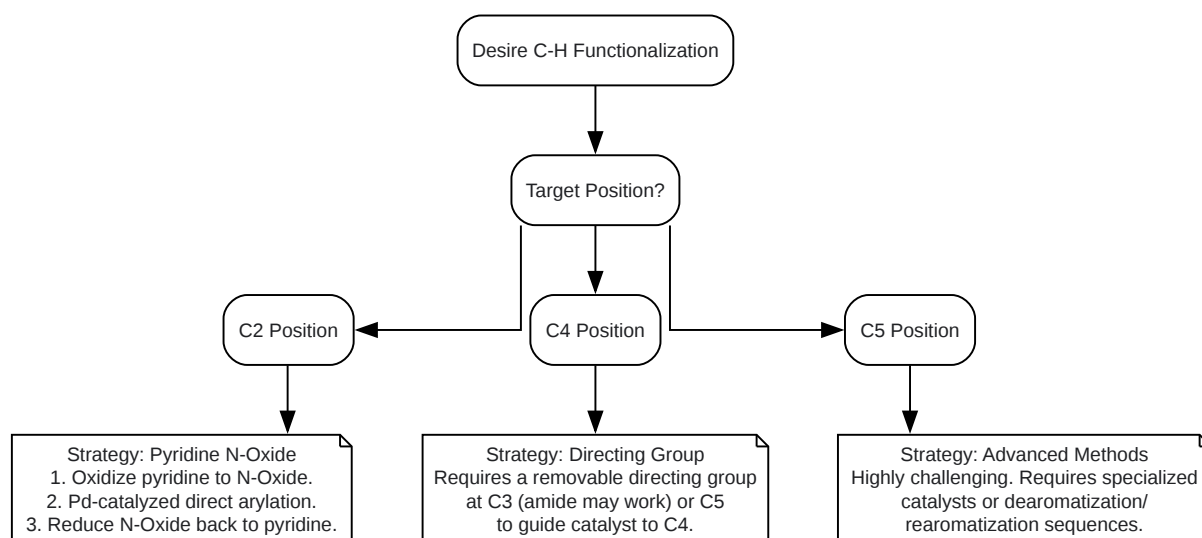 Desire C-H Functionalization
Target Position?
C2 Position
C4 Position
C5 Position
Strategy: Pyridine N-Oxide
1. Oxidize pyridine to N-Oxide.
2. Pd-catalyzed direct arylation.
3. Reduce N-Oxide back to pyridine.
Strategy: Directing Group
Requires a removable directing group
at C3 (amide may work) or C5
to guide catalyst to C4.
Strategy: Advanced Methods
Highly challenging. Requires specialized
catalysts or dearomatization/
rearomatization sequences.